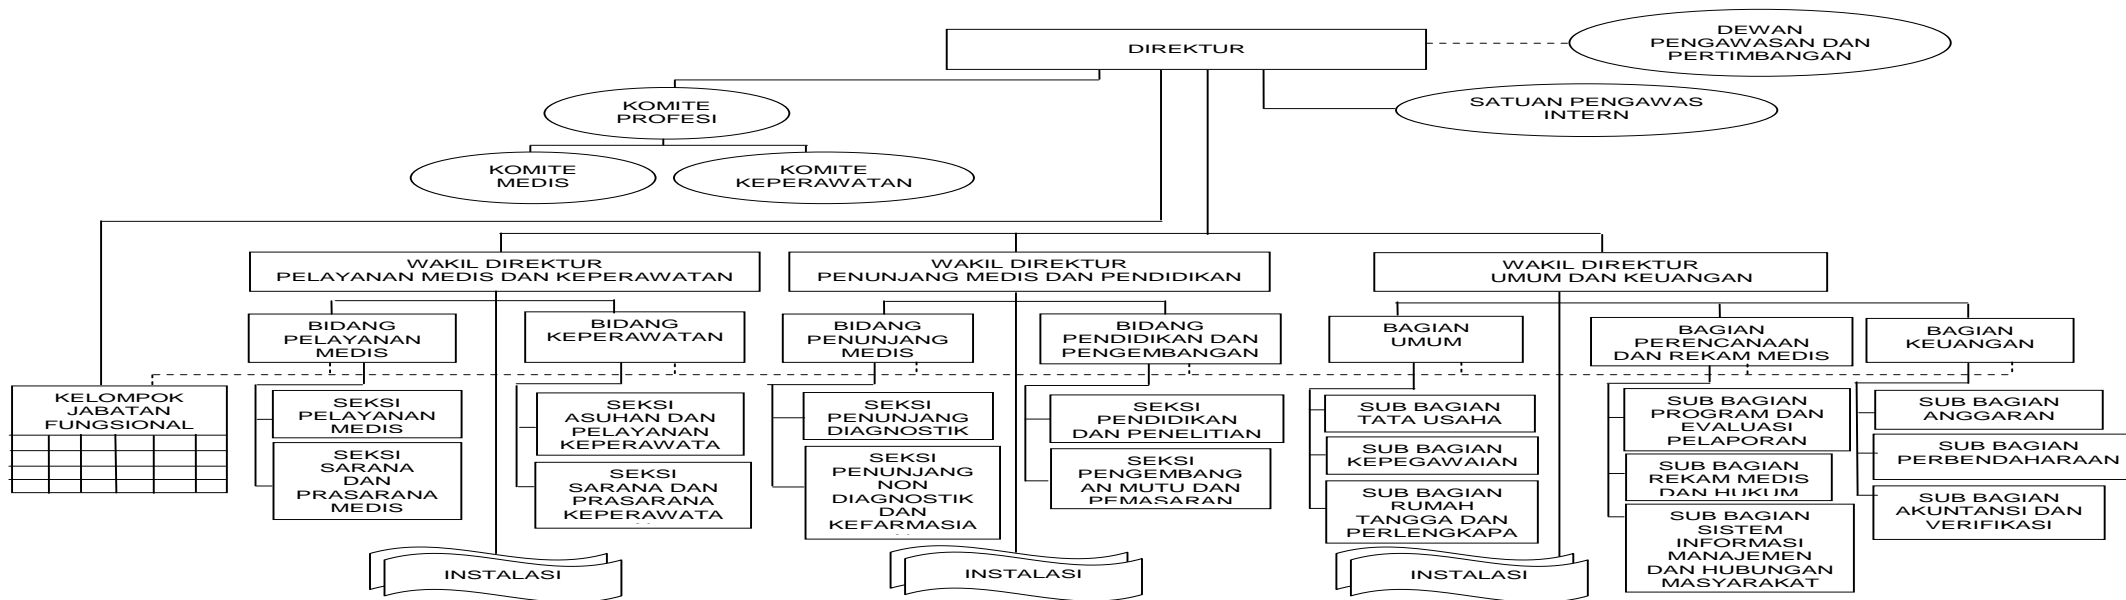 DIREKTUR
DEWAN
PENGAWASAN DAN
PERTIMBANGAN
KOMITE
PROFESI
SATUAN PENGAWAS
INTERN
KOMITE
MEDIS
KOMITE
KEPERAWATAN
WAKIL DIREKTUR
PELAYANAN MEDIS DAN KEPERAWATAN
WAKIL DIREKTUR
PENUNJANG MEDIS DAN PENDIDIKAN
WAKIL DIREKTUR
UMUM DAN KEUANGAN
BIDANG
PELAYANAN
MEDIS
BIDANG
KEPERAWATAN
BIDANG
PENUNJANG
MEDIS
BIDANG
PENDIDIKAN DAN
PENGEMBANGAN
BAGIAN
UMUM
BAGIAN
PERENCANAAN
DAN REKAM MEDIS
BAGIAN
KEUANGAN
KELOMPOK
JABATAN
FUNGSIONAL
SEKSI
PELAYANAN
MEDIS
SEKSI
SARANA
DAN
PRASARANA
MEDIS
SEKSI
ASUHAN DAN
PELAYANAN
KEPERAWATA
SEKSI
SARANA DAN
PRASARANA
KEPERAWATA
SEKSI
PENUNJANG
DIAGNOSTIK
SEKSI
PENUNJANG
NON
DIAGNOSTIK
DAN
KEFARMASIA
SEKSI
PENDIDIKAN
DAN PENELITIAN
SEKSI
PENGEMBANG
AN MUTU DAN
PEMASARAN
SUB BAGIAN
TATA USAHA
SUB BAGIAN
KEPEGAWAIAN
SUB BAGIAN
RUMAH
TANGGA DAN
PERLENGKAPA
SUB BAGIAN
PROGRAM DAN
EVALUASI
PELAPORAN
SUB BAGIAN
REKAM MEDIS
DAN HUKUM
SUB BAGIAN
SISTEM
INFORMASI
MANAJEMEN
DAN HUBUNGAN
MASYARAKAT
SUB BAGIAN
ANGGARAN
SUB BAGIAN
PERBENDAHARAAN
SUB BAGIAN
AKUNTANSI DAN
VERIFIKASI
INSTALASI
INSTALASI
INSTALASI